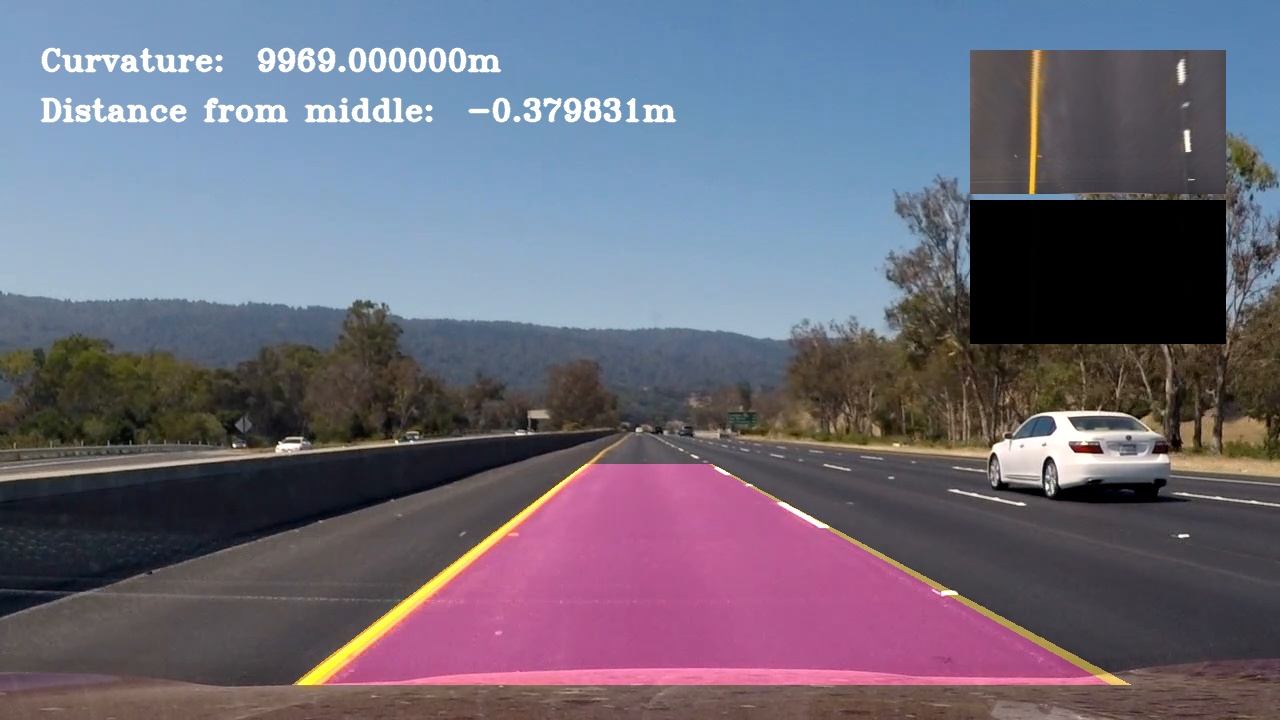 Curvature: 9969.000000m
Distance from middle: −0.379831m